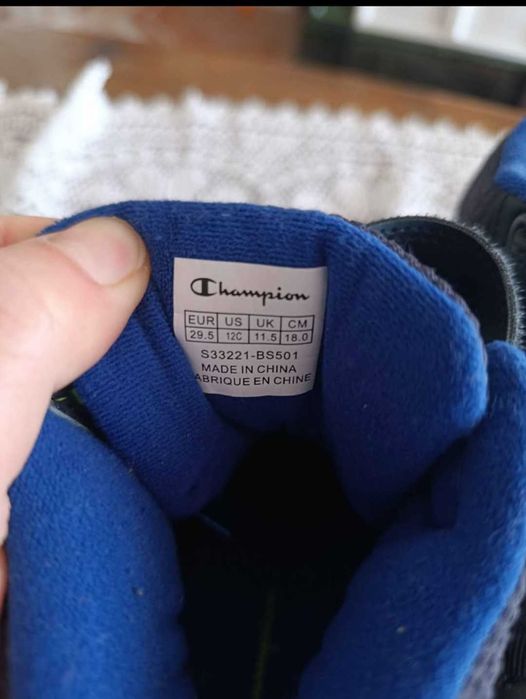 Champion
EUR US UK CM
29.5 12C 11.5 18.0
S33221-BS501
MADE IN CHINA
ABRIQUE EN CHINE